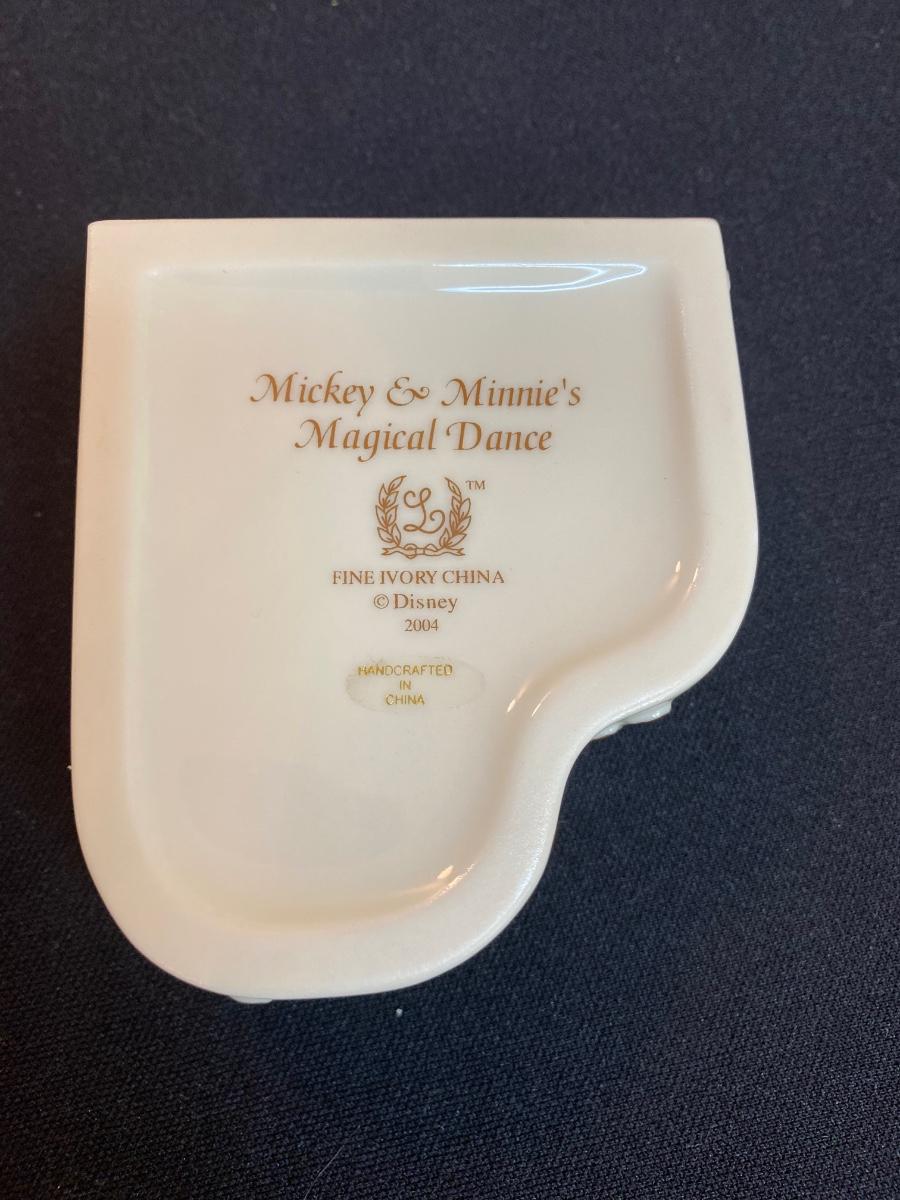 Mickey & Minnie's
Magical Dance
L ™
FINE IVORY CHINA
© Disney
2004
HANDCRAFTED
IN
CHINA